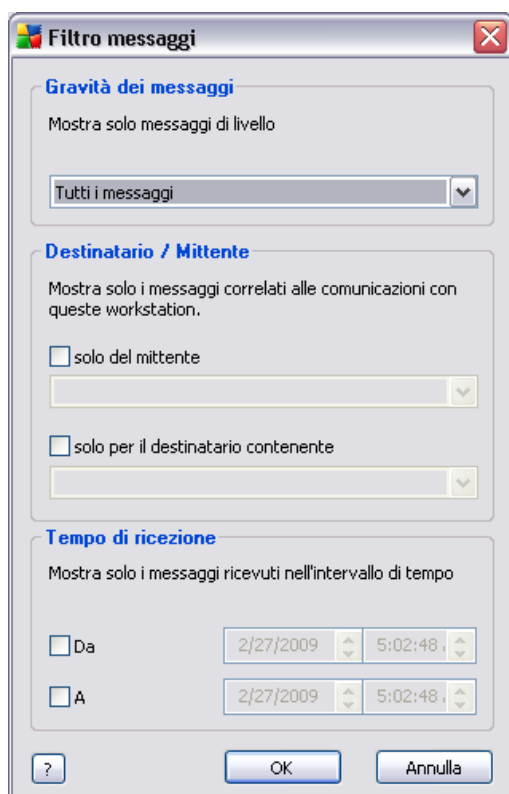 Filtro messaggi
Gravità dei messaggi
Mostra solo messaggi di livello
Tutti i messaggi
Destinatario / Mittente
Mostra solo i messaggi correlati alle comunicazioni con
queste workstation.
solo del mittente
solo per il destinatario contenente
Tempo di ricezione
Mostra solo i messaggi ricevuti nell'intervallo di tempo
Da 2/27/2009 5:02:48
A 2/27/2009 5:02:48
? OK Annulla